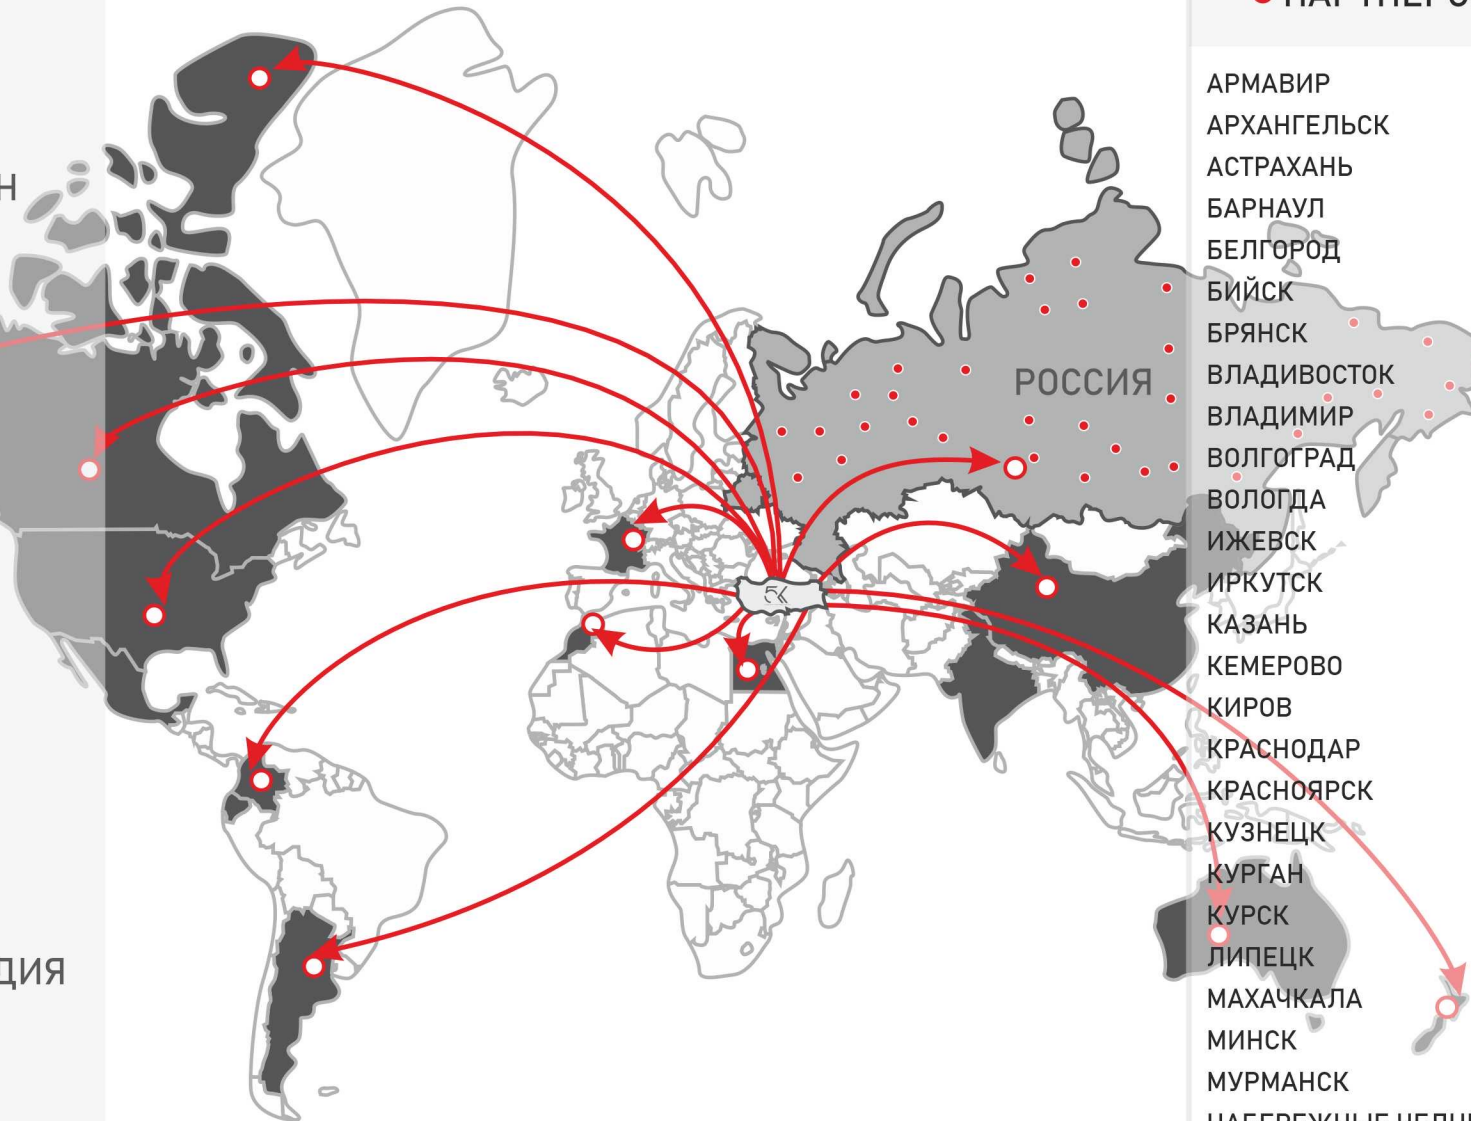 РОССИЯ
5К
АРМАВИР
АРХАНГЕЛЬСК
АСТРАХАНЬ
БАРНАУЛ
БЕЛГОРОД
БИЙСК
БРЯНСК
ВЛАДИВОСТОК
ВЛАДИМИР
ВОЛГОГРАД
ВОЛОГДА
ИЖЕВСК
ИРКУТСК
КАЗАНЬ
КЕМЕРОВО
КИРОВ
КРАСНОДАР
КРАСНОЯРСК
КУЗНЕЦК
КУРГАН
КУРСК
ЛИПЕЦК
МАХАЧКАЛА
МИНСК
МУРМАНСК